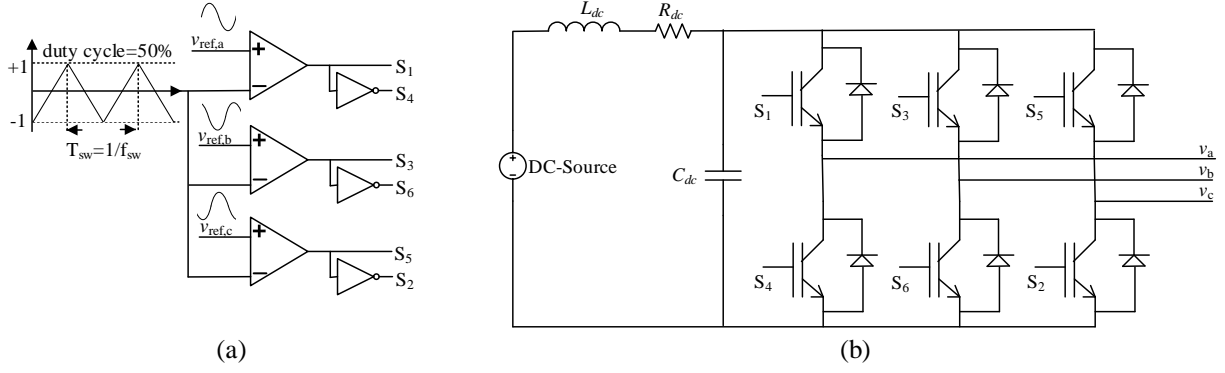 duty cycle=50%
+1
-1
T_sw=1/f_sw
v_ref,a
+
−
S_1
S_4
v_ref,b
+
−
S_3
S_6
v_ref,c
+
−
S_5
S_2
(a)
L_dc
R_dc
DC-Source
+
−
C_dc
S_1
S_3
S_5
v_a
v_b
v_c
S_4
S_6
S_2
(b)